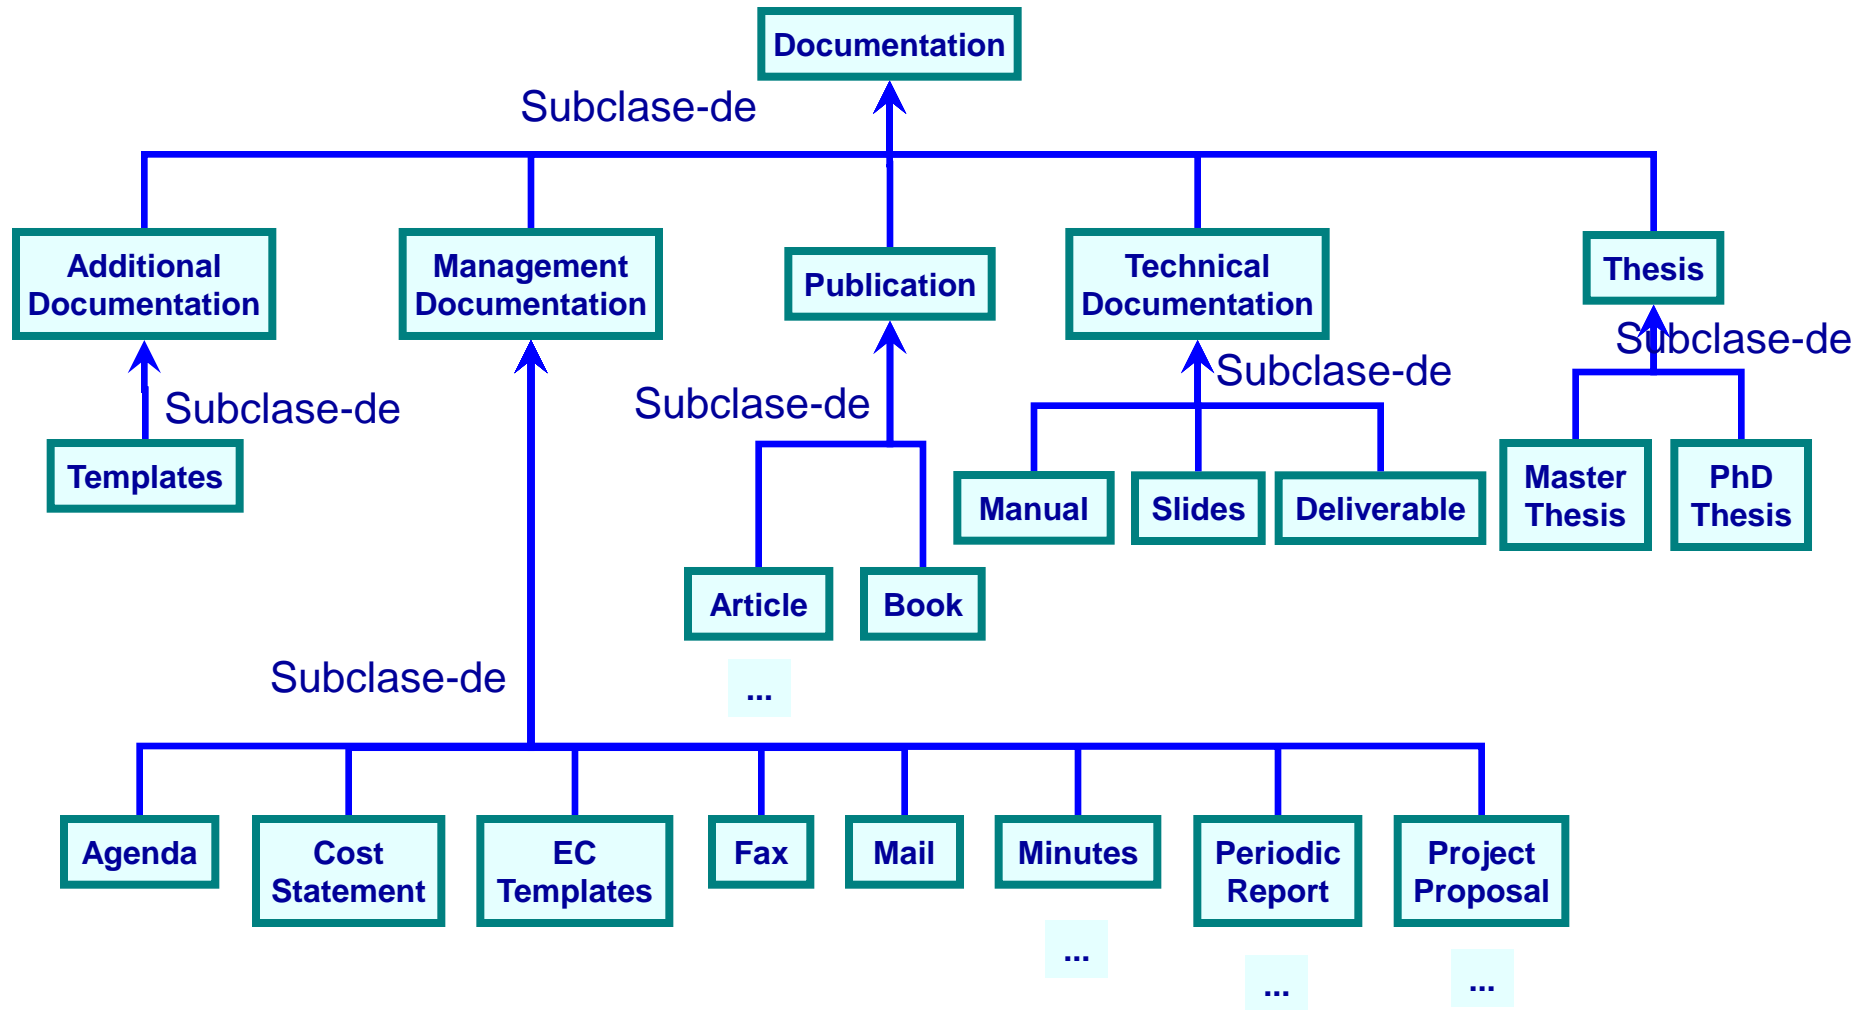 Documentation
Subclase-de
Additional
Documentation
Management
Documentation
Publication
Technical
Documentation
Thesis
Subclase-de
Subclase-de
Subclase-de
Subclase-de
Templates
Manual
Slides
Deliverable
Master
Thesis
PhD
Thesis
Article
Book
...
Subclase-de
Agenda
Cost
Statement
EC
Templates
Fax
Mail
Minutes
Periodic
Report
Project
Proposal
...
...
...